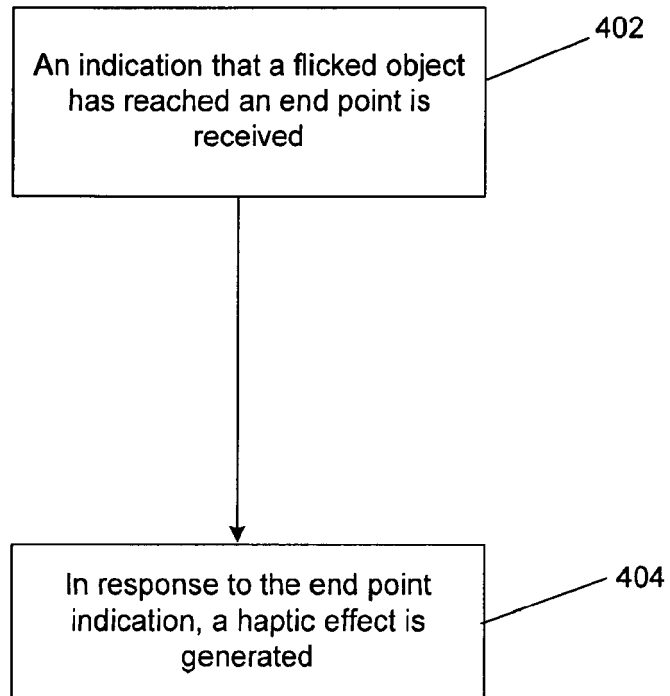 402
An indication that a flicked object
has reached an end point is
received
404
In response to the end point
indication, a haptic effect is
generated